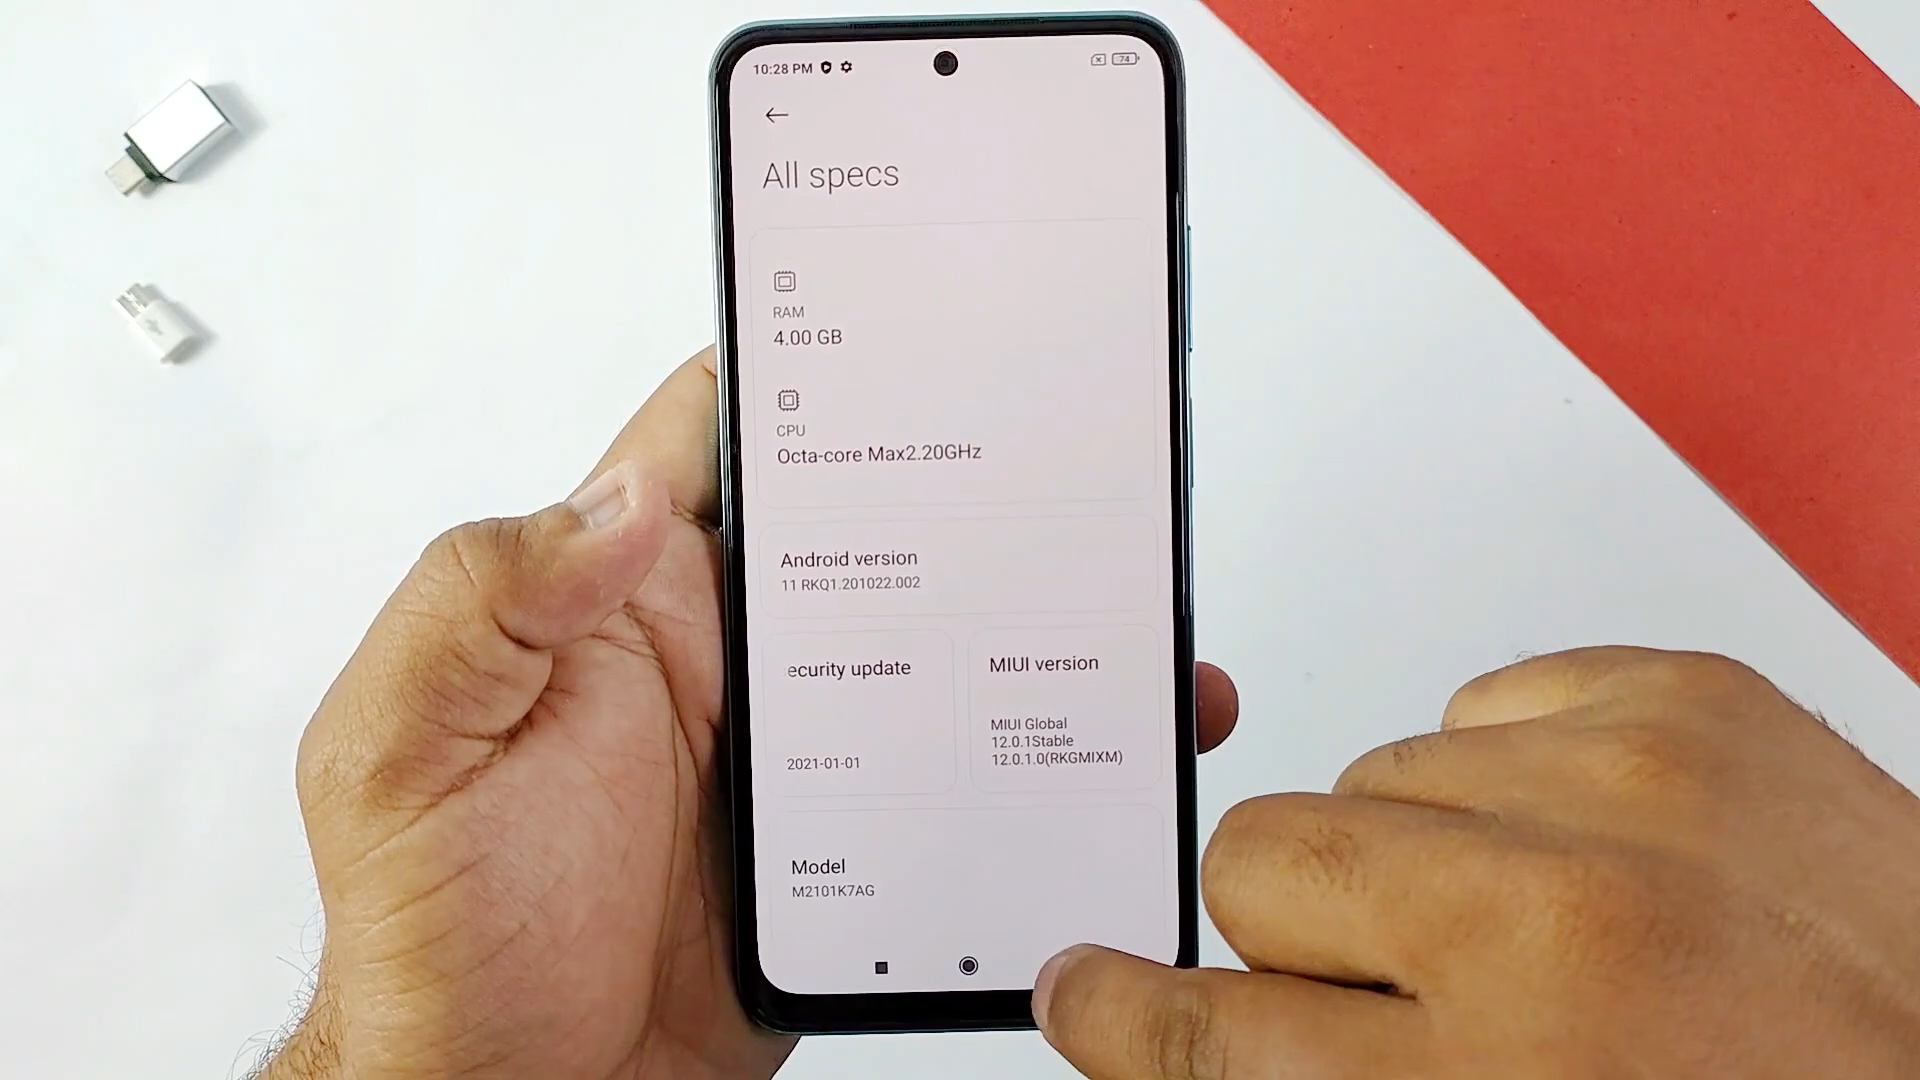 10:28 PM
74
All specs
RAM
4.00 GB
CPU
Octa-core Max2.20GHz
Android version
11 RKQ1.201022.002
ecurity update
2021-01-01
MIUI version
MIUI Global
12.0.1Stable
12.0.1.0(RKGMIXM)
Model
M2101K7AG